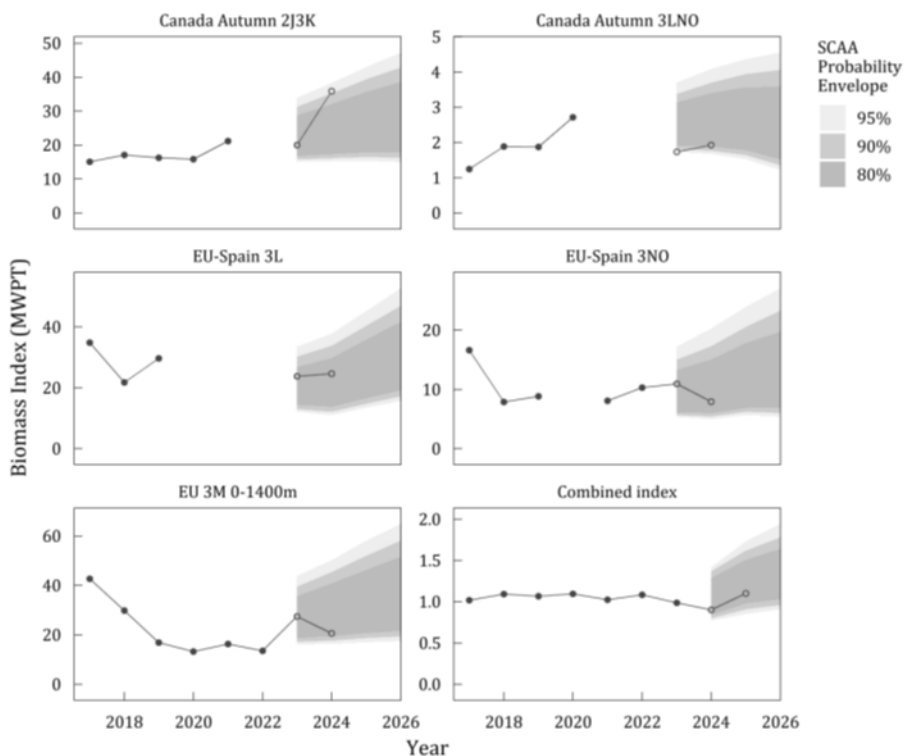 Canada Autumn 2J3K
Canada Autumn 3LNO
50
40
30
20
10
0
5
4
3
2
1
0
SCAA
Probability
Envelope
95%
90%
80%
EU-Spain 3L
EU-Spain 3NO
40
20
0
20
10
0
Biomass Index (MWPT)
EU 3M 0-1400m
Combined index
60
40
20
0
2.0
1.5
1.0
0.5
0.0
2018 2020 2022 2024 2026
2018 2020 2022 2024 2026
Year